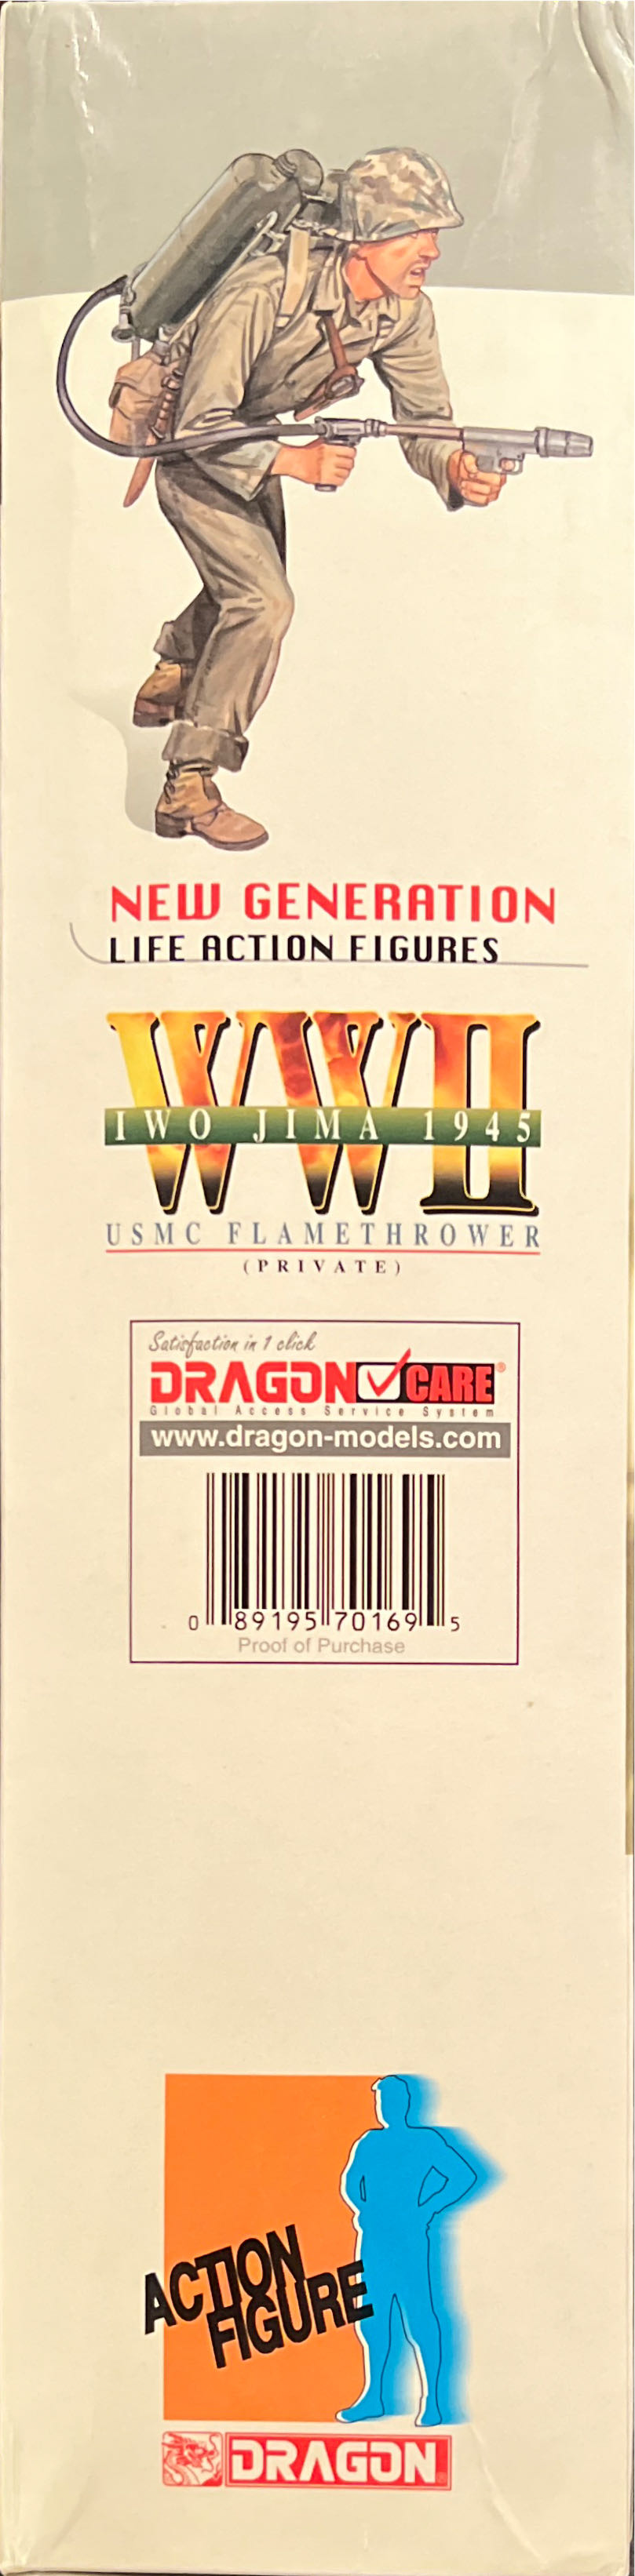 NEW GENERATION
LIFE ACTION FIGURES
WWII
IWO JIMA 1945
USMC FLAMETHROWER
(PRIVATE)
Satisfaction in 1 click
DRAGON CARE®
Global Access Service System
www.dragon-models.com
0 89195 70169 5
Proof of Purchase
ACTION
FIGURE
DRAGON